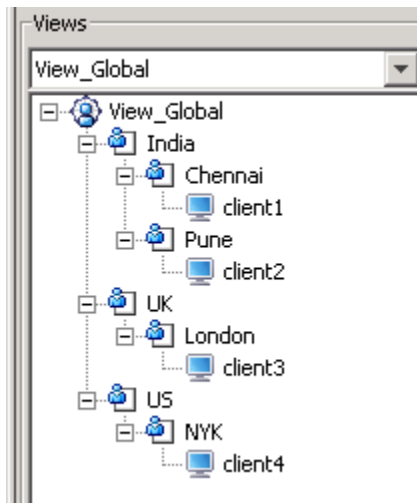 Views
View_Global
View_Global
India
Chennai
client1
Pune
client2
UK
London
client3
US
NYK
client4